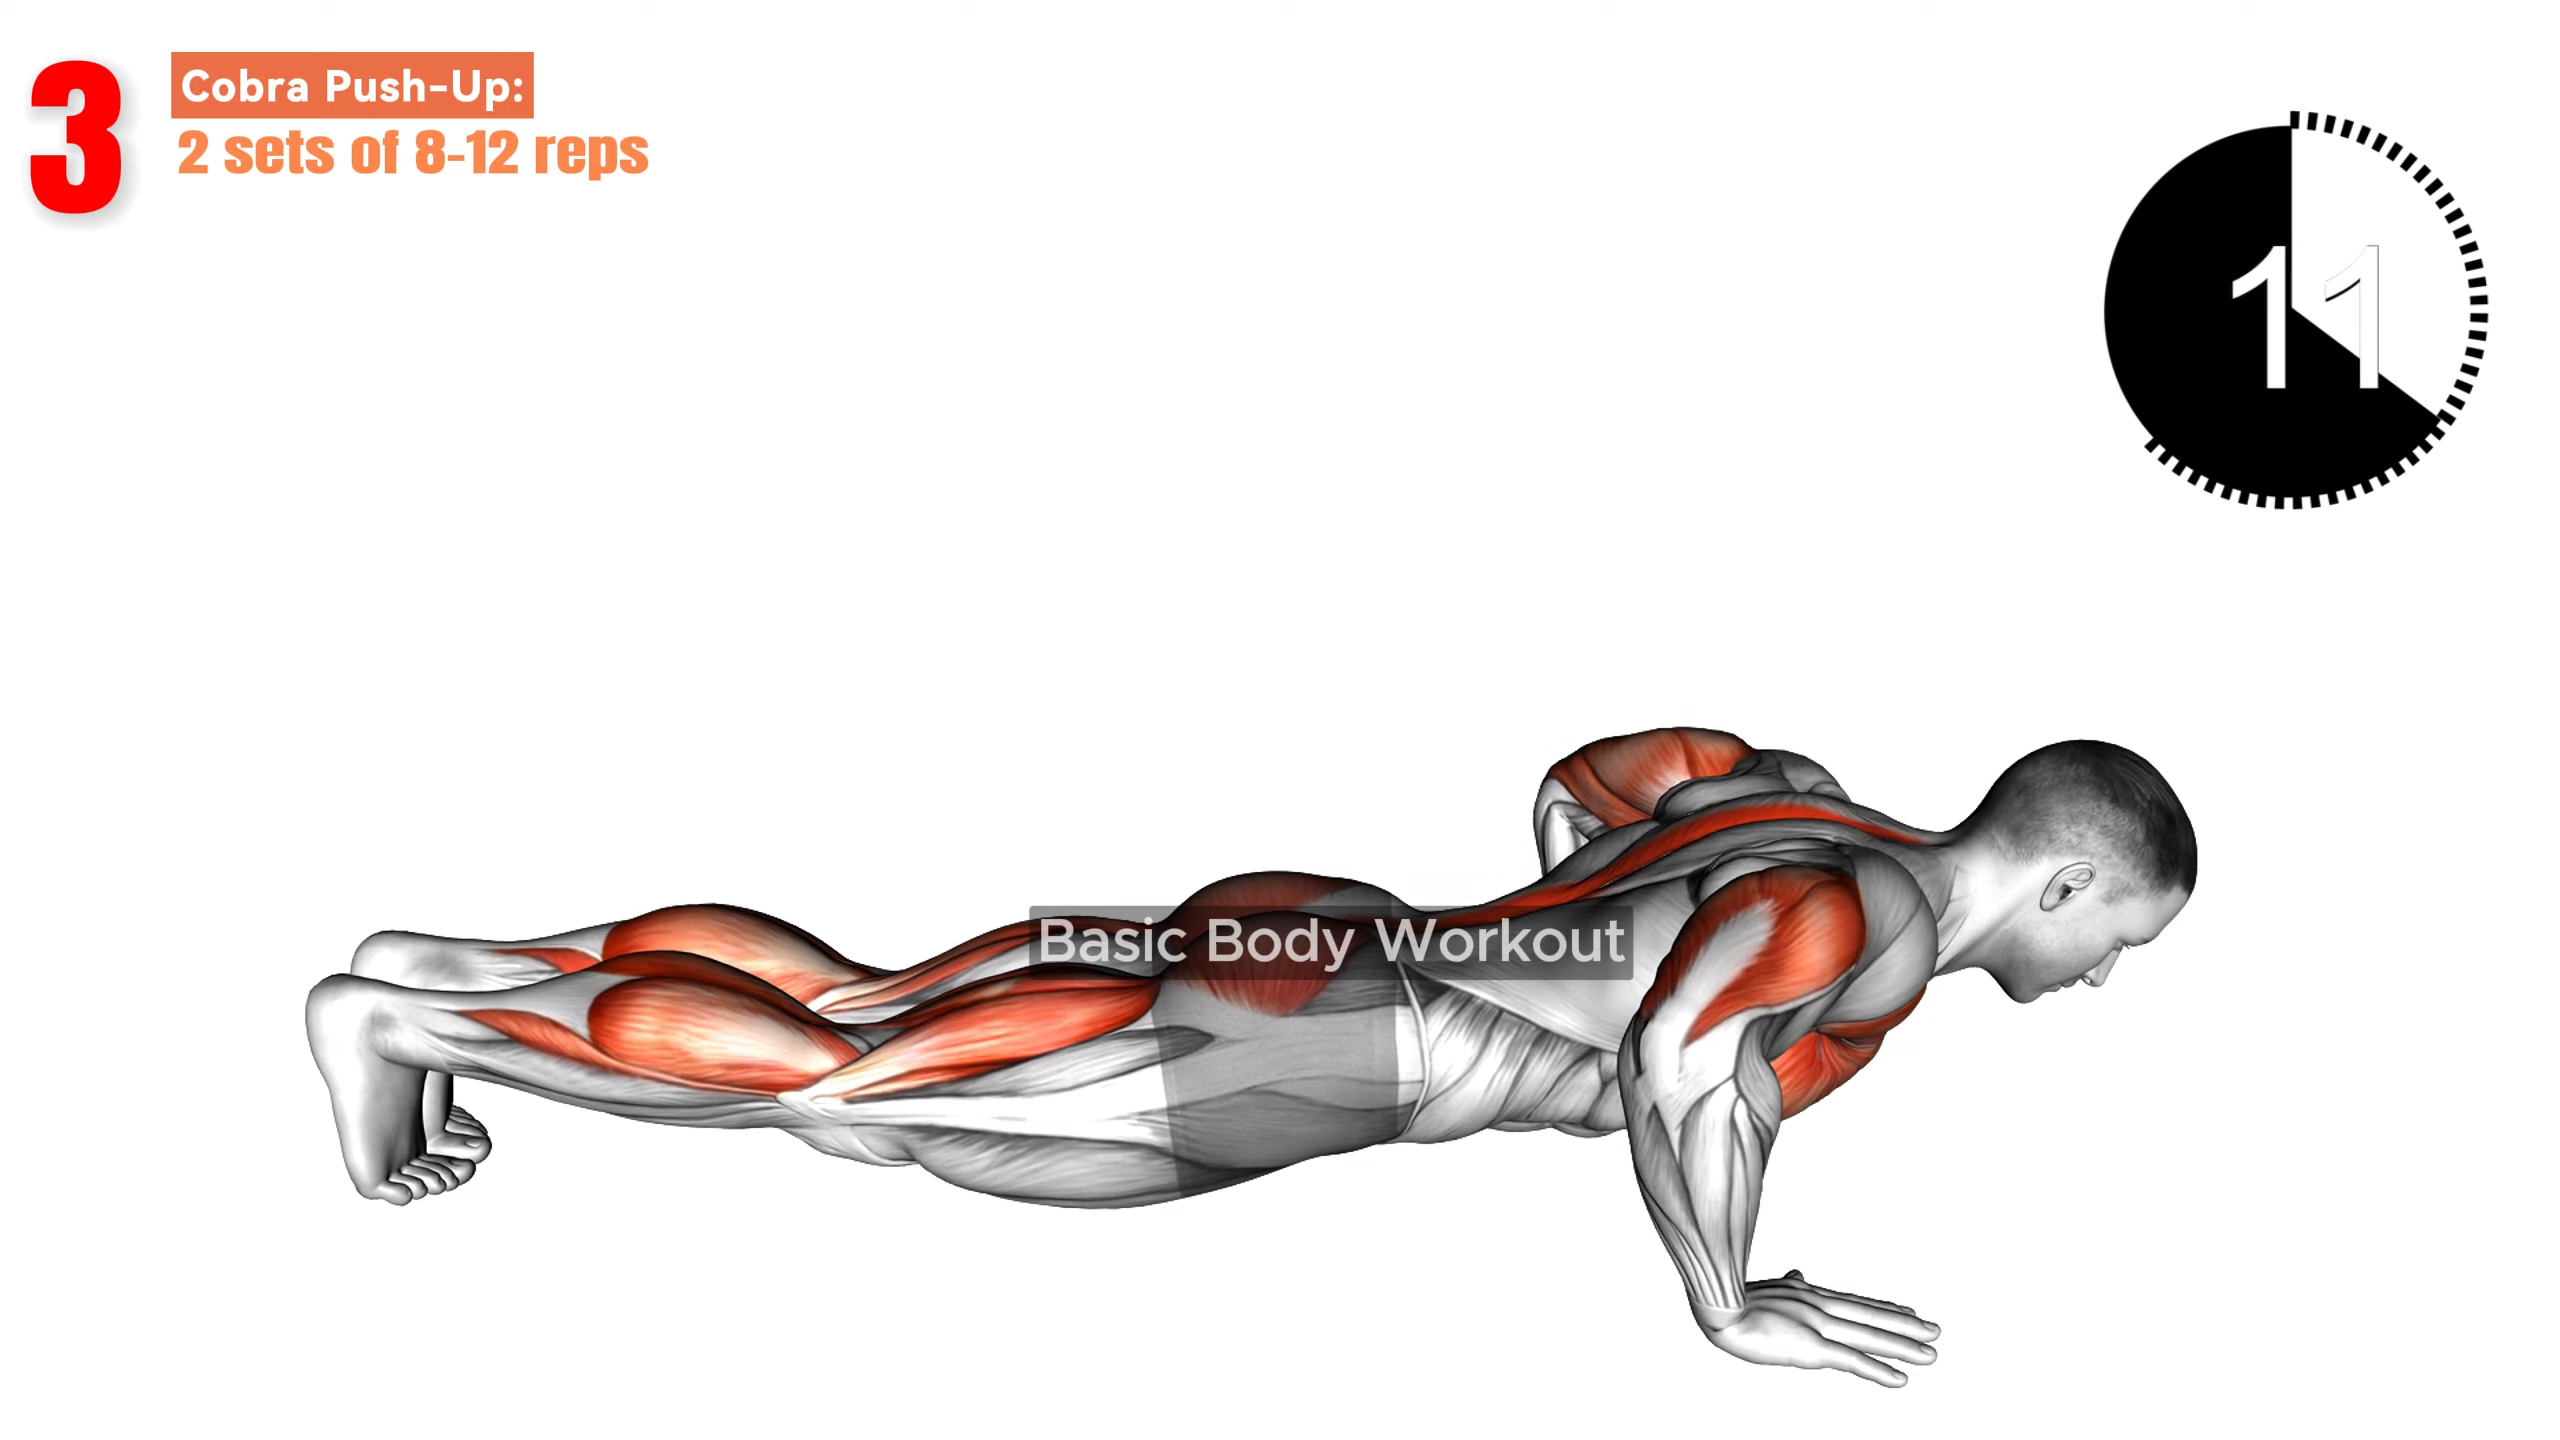 3
Cobra Push-Up:
2 sets of 8-12 reps
11
Basic Body Workout